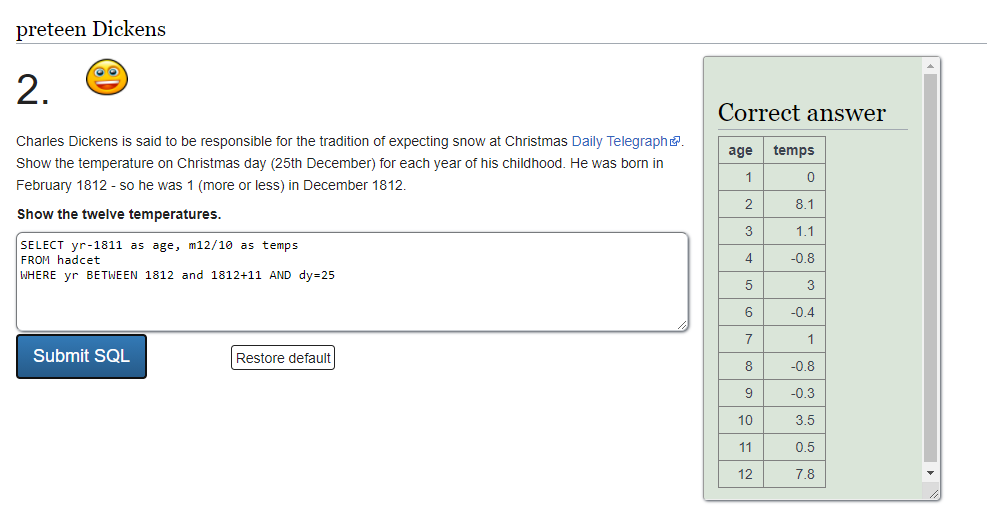 preteen Dickens
2.
Charles Dickens is said to be responsible for the tradition of expecting snow at Christmas Daily Telegraph.
Show the temperature on Christmas day (25th December) for each year of his childhood. He was born in
February 1812 - so he was 1 (more or less) in December 1812.
Show the twelve temperatures.
SELECT yr-1811 as age, m12/10 as temps
FROM hadcet
WHERE yr BETWEEN 1812 and 1812+11 AND dy=25
Submit SQL
Restore default
Correct answer
age temps
1 0
2 8.1
3 1.1
4 -0.8
5 3
6 -0.4
7 1
8 -0.8
9 -0.3
10 3.5
11 0.5
12 7.8